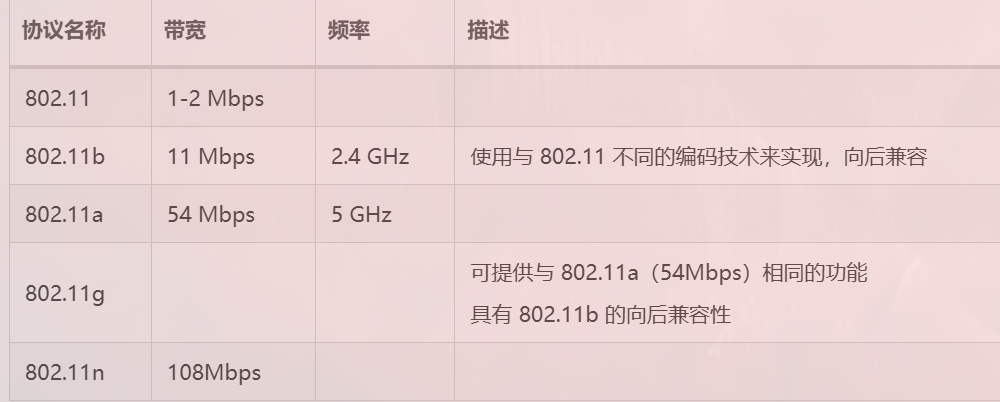 协议名称 带宽 频率 描述
802.11 1-2 Mbps
802.11b 11 Mbps 2.4 GHz 使用与 802.11 不同的编码技术来实现，向后兼容
802.11a 54 Mbps 5 GHz
802.11g 可提供与 802.11a（54Mbps）相同的功能
具有 802.11b 的向后兼容性
802.11n 108Mbps